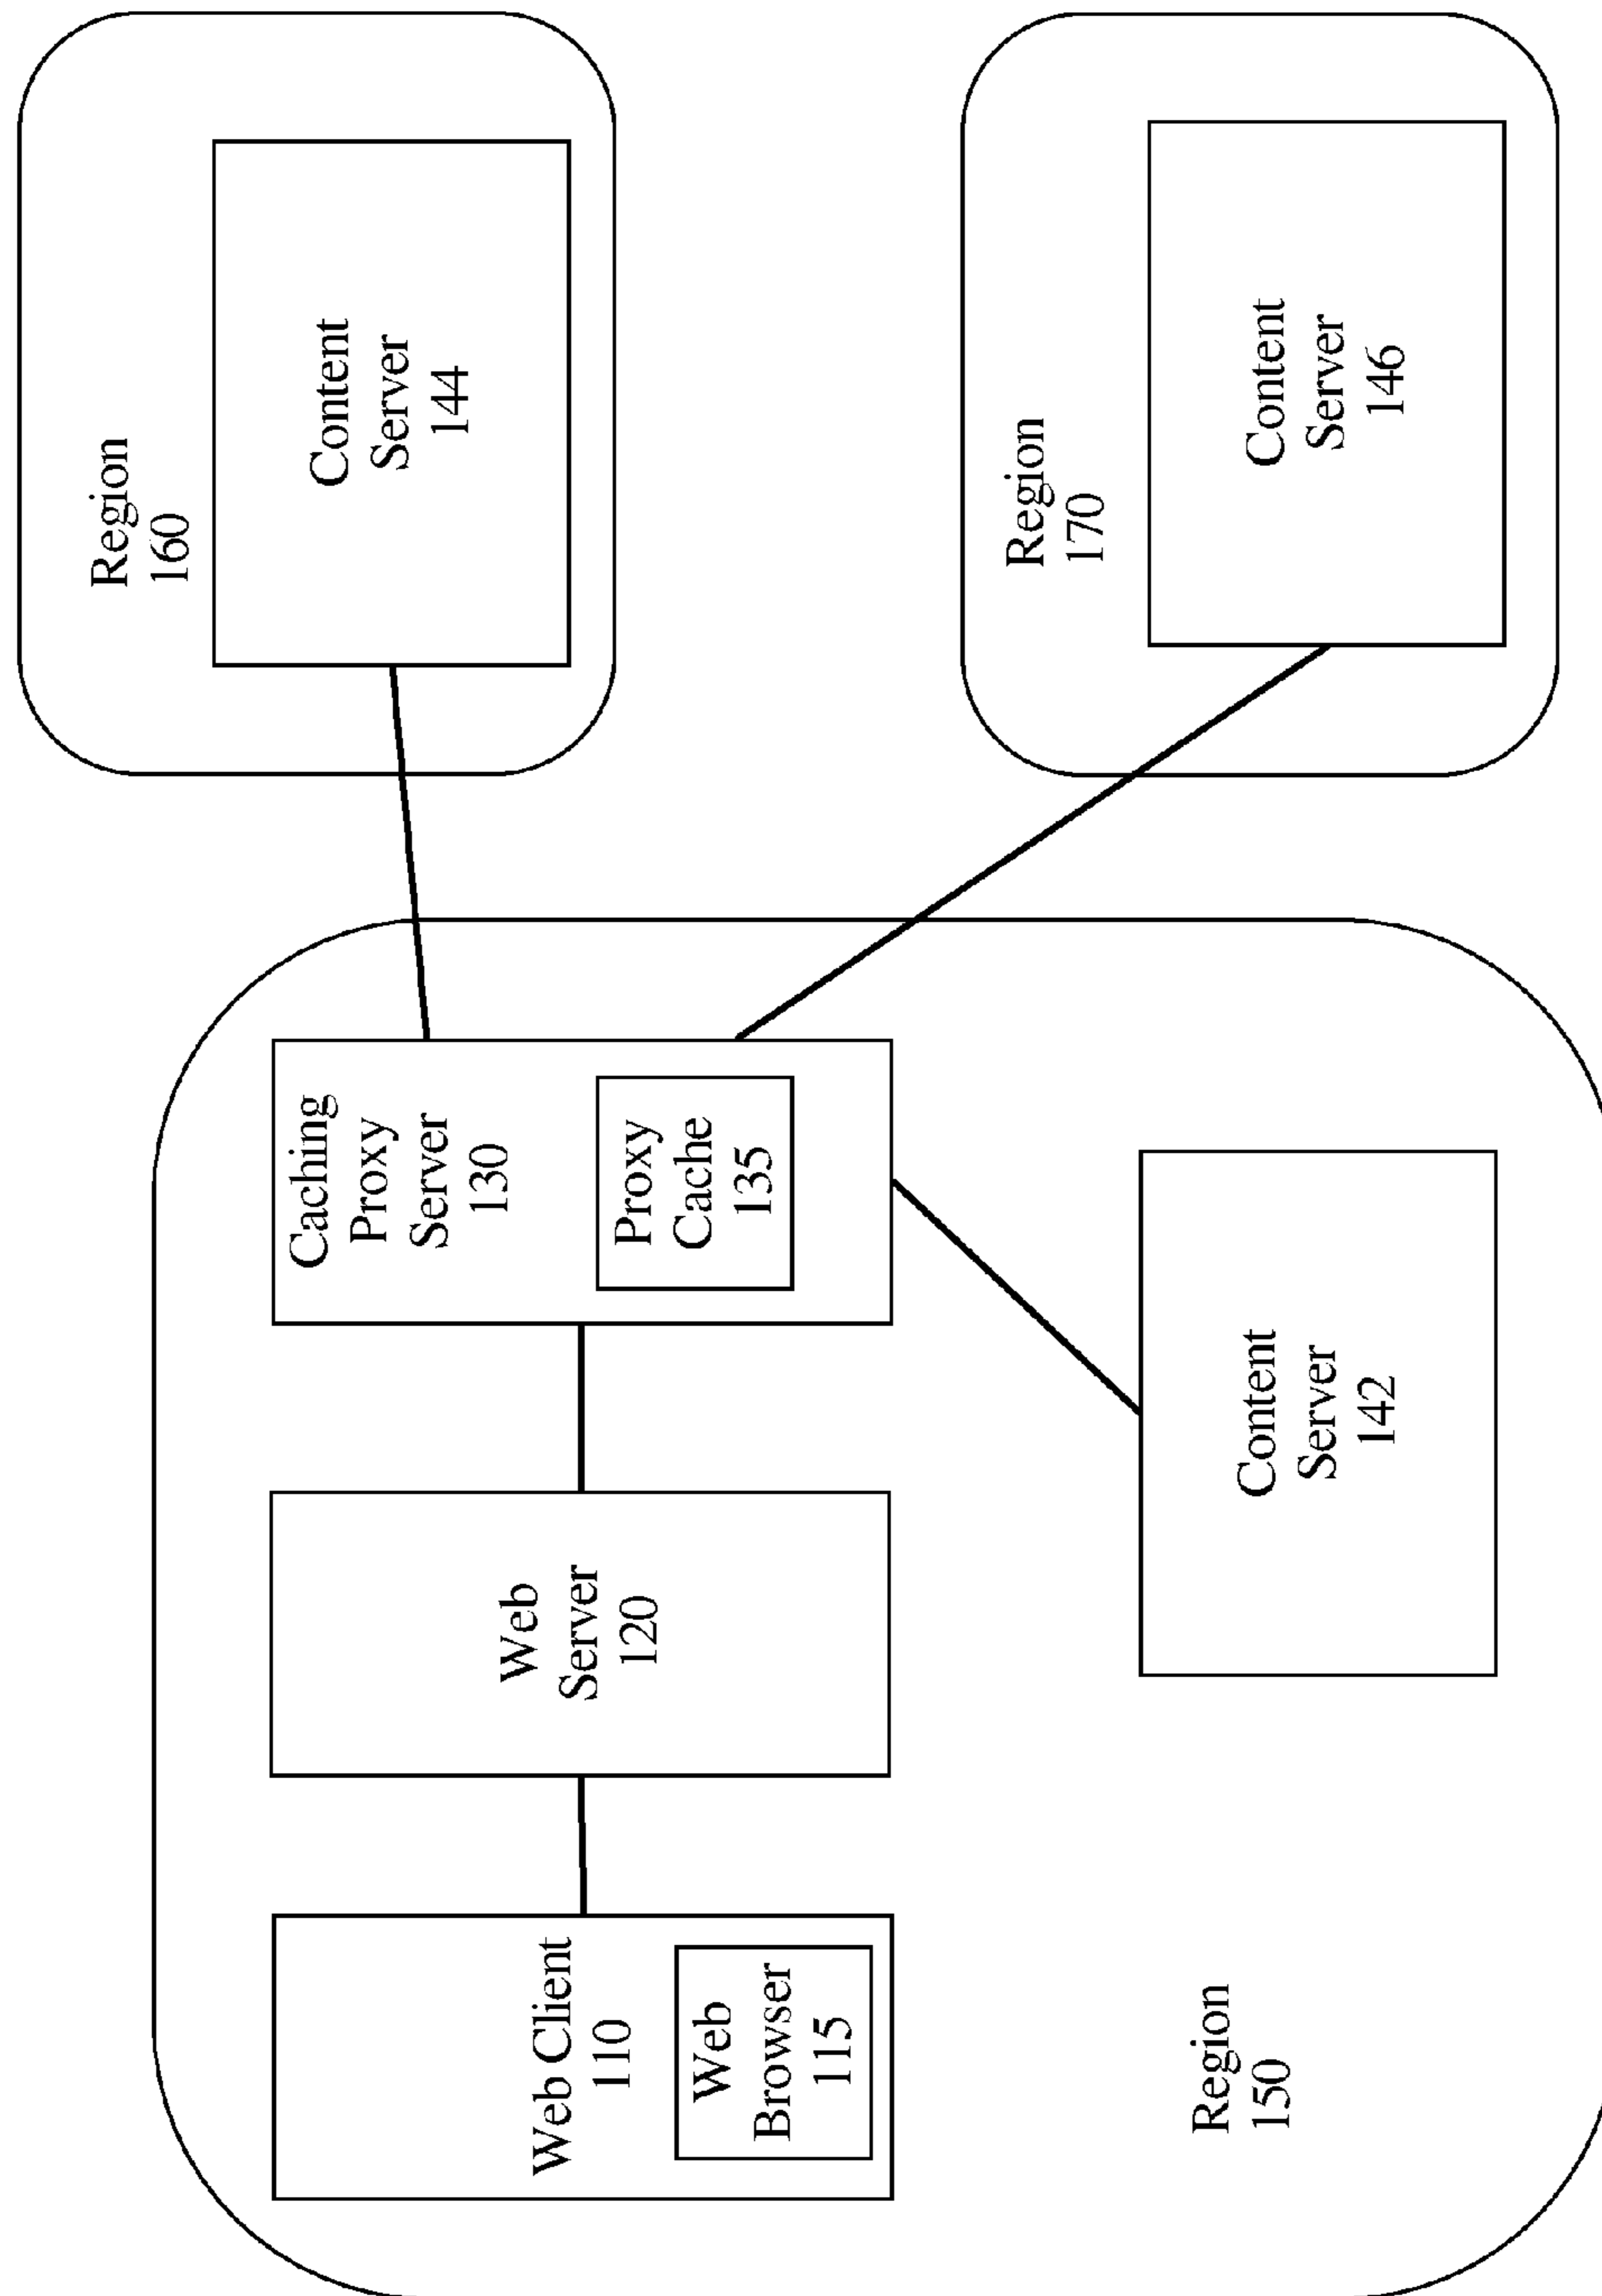 Web Client
110
Web
Browser
115
Web
Server
120
Caching
Proxy
Server
130
Proxy
Cache
135
Content
Server
142
Region
150
Region
160
Content
Server
144
Region
170
Content
Server
146